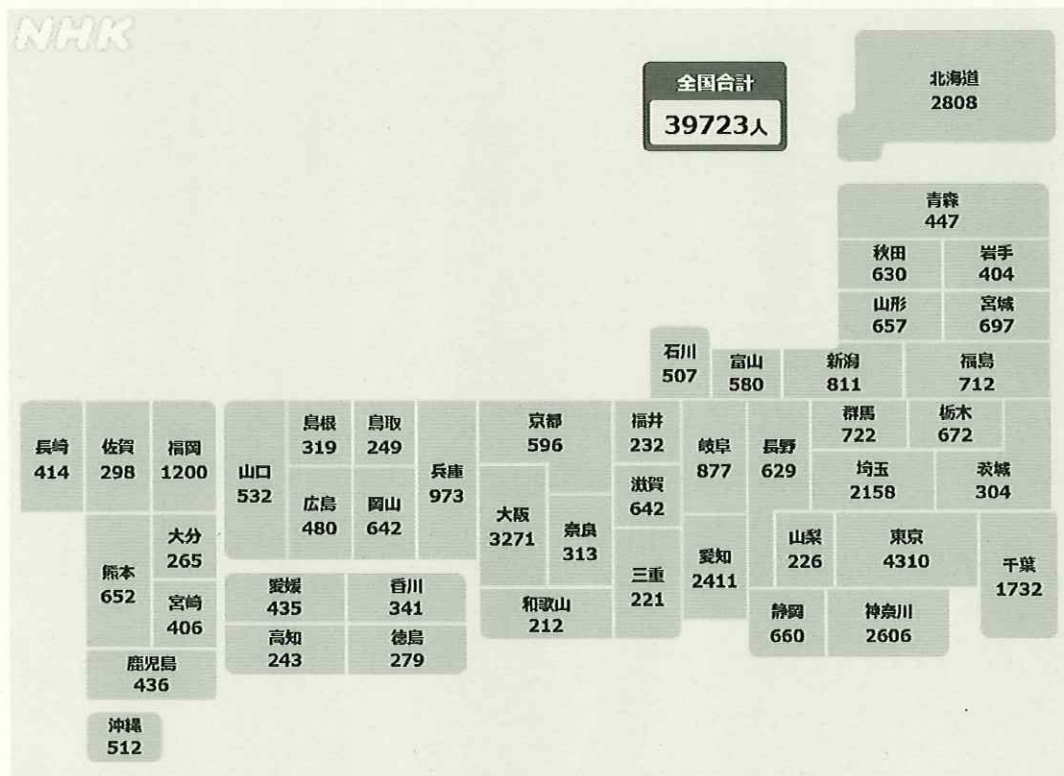 NHK
全国合計
39723人
北海道
2808
青森
447
秋田
630
岩手
404
山形
657
宮城
697
石川
507
富山
580
新潟
811
福島
712
長崎
414
佐賀
298
福岡
1200
山口
532
島根
319
鳥取
249
兵庫
973
京都
596
福井
232
岐阜
877
長野
629
群馬
722
栃木
672
広島
480
岡山
642
大阪
3271
奈良
313
滋賀
642
埼玉
2158
茨城
304
熊本
652
大分
265
宮崎
406
愛媛
435
香川
341
和歌山
212
三重
221
愛知
2411
山梨
226
東京
4310
千葉
1732
高知
243
徳島
279
静岡
660
神奈川
2606
鹿児島
436
沖縄
512